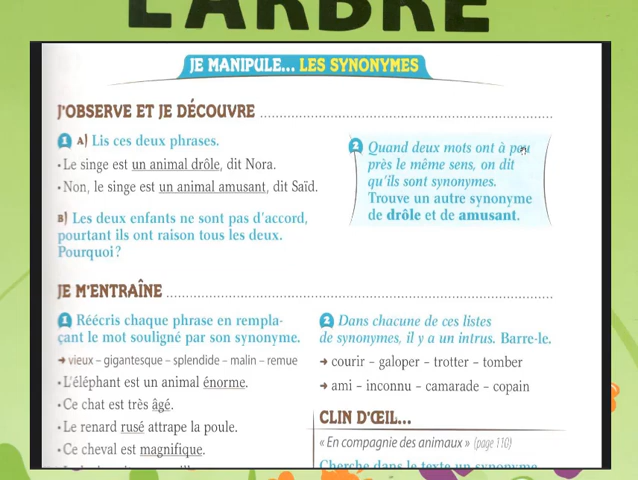 L'ARBRE
JE MANIPULE... LES SYNONYMES
J'OBSERVE ET JE DÉCOUVRE
1 A) Lis ces deux phrases.
• Le singe est un animal drôle, dit Nora.
• Non, le singe est un animal amusant, dit Saïd.
B) Les deux enfants ne sont pas d'accord,
pourtant ils ont raison tous les deux.
Pourquoi ?
2 Quand deux mots ont à peu
près le même sens, on dit
qu'ils sont synonymes.
Trouve un autre synonyme
de drôle et de amusant.
JE M'ENTRAÎNE
1 Réécris chaque phrase en rempla-
çant le mot souligné par son synonyme.
➜ vieux – gigantesque – splendide – malin – remue
• L'éléphant est un animal énorme.
• Ce chat est très âgé.
• Le renard rusé attrape la poule.
• Ce cheval est magnifique.
2 Dans chacune de ces listes
de synonymes, il y a un intrus. Barre-le.
➜ courir – galoper – trotter – tomber
➜ ami – inconnu – camarade – copain
CLIN D'ŒIL...
« En compagnie des animaux » (page 110)
Cherche dans le texte un synonyme